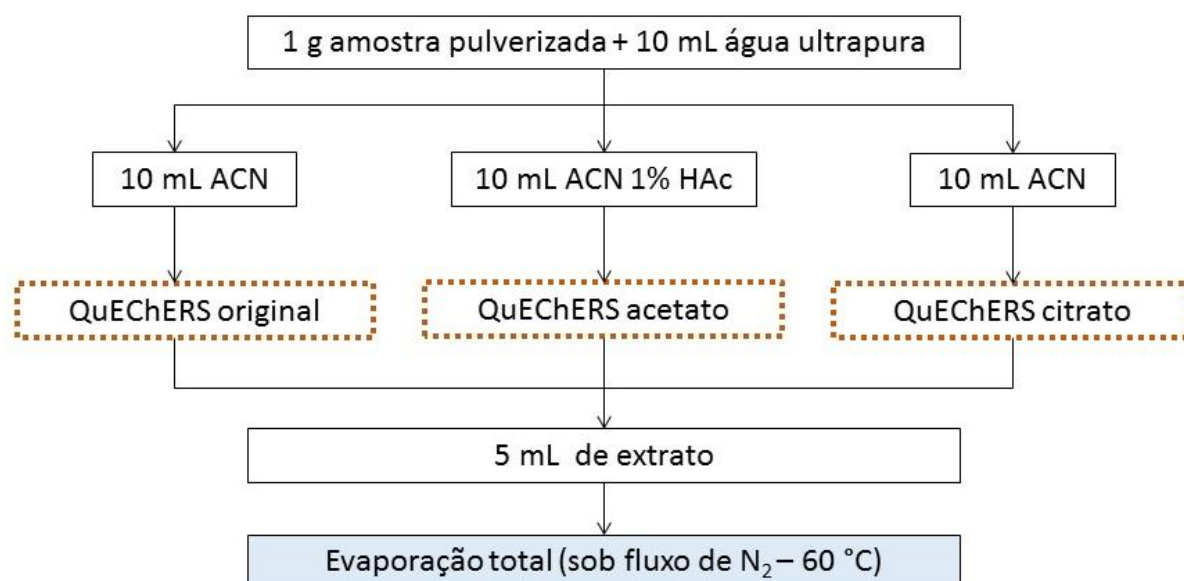 1 g amostra pulverizada + 10 mL água ultrapura
10 mL ACN
10 mL ACN 1% HAc
10 mL ACN
QuEChERS original
QuEChERS acetato
QuEChERS citrato
5 mL de extrato
Evaporação total (sob fluxo de N₂ – 60 °C)